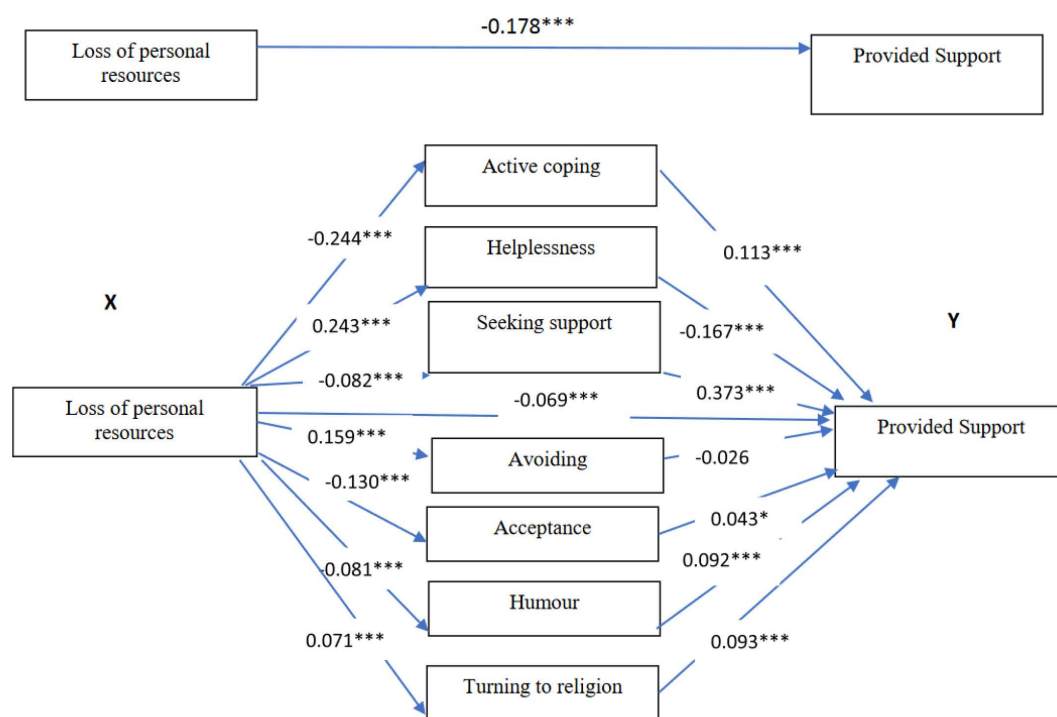 -0.178***
Loss of personal
resources
Provided Support
Active coping
-0.244***
Helplessness
0.113***
X
0.243***
Seeking support
-0.167***
Y
-0.082***
0.373***
-0.069***
Loss of personal
resources
Provided Support
0.159***
Avoiding
-0.026
-0.130***
Acceptance
0.043*
-0.081***
0.092***
Humour
0.071***
0.093***
Turning to religion